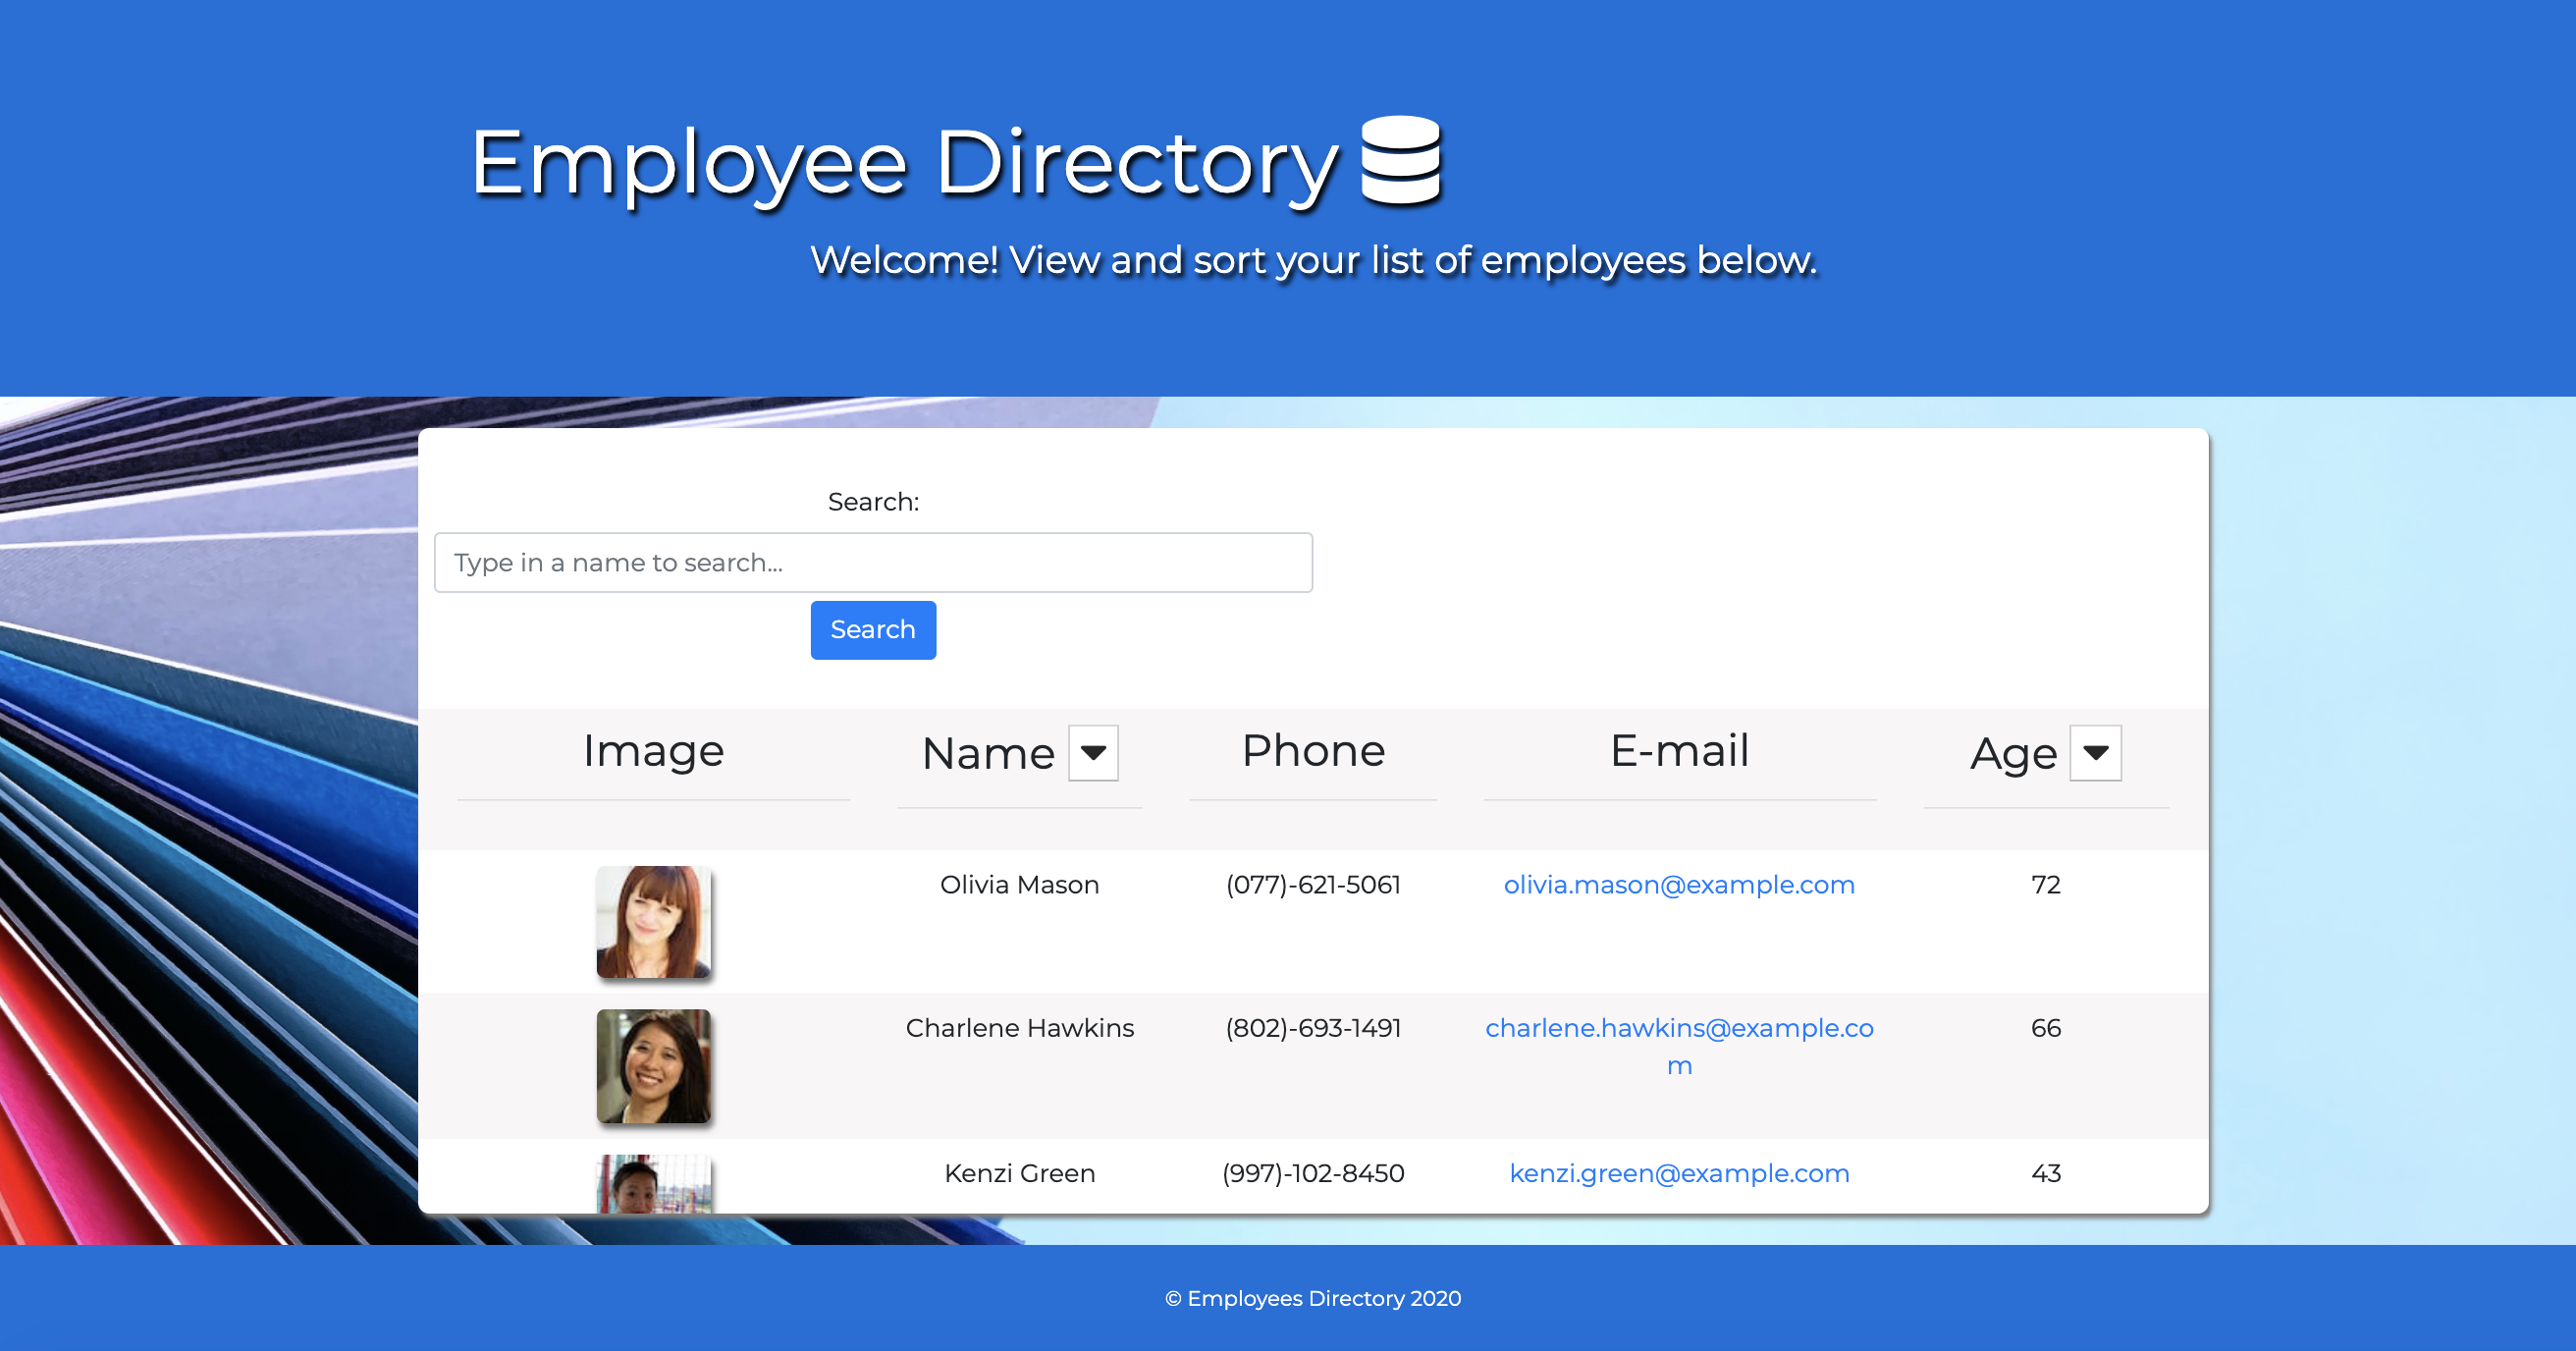 Employee Directory
Welcome! View and sort your list of employees below.
Search:
Type in a name to search...
Search
Image Name Phone E-mail Age
Olivia Mason (077)-621-5061 olivia.mason@example.com 72
Charlene Hawkins (802)-693-1491 charlene.hawkins@example.co 66
m
Kenzi Green (997)-102-8450 kenzi.green@example.com 43
© Employees Directory 2020